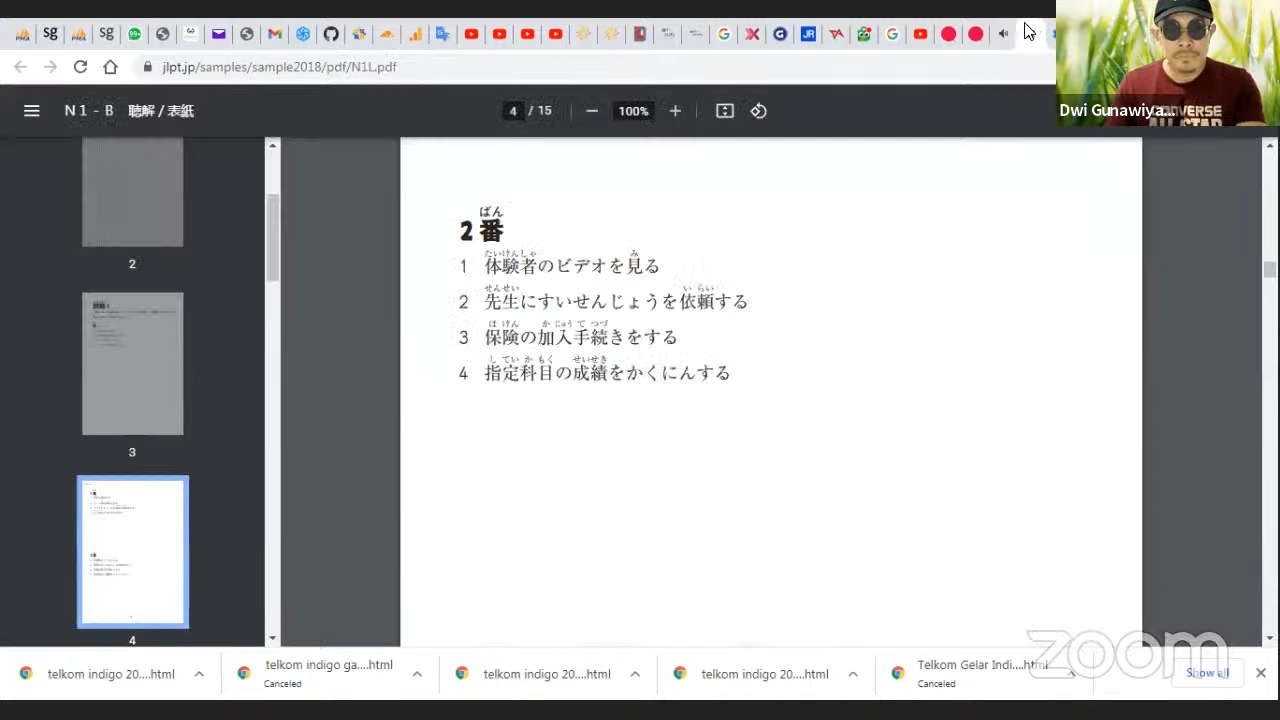 jlpt.jp/samples/sample2018/pdf/N1L.pdf
N1-B 聴解/表紙
4 / 15
100%
Dwi Gunawiya...
CONVERSE
ALL STAR
2
3
4
ばん
2番
たいけんしゃ み
1 体験者のビデオを見る
せんせい いらい
2 先生にすいせんじょうを依頼する
ほけん かにゅうてつづ
3 保険の加入手続きをする
していかもく せいせき
4 指定科目の成績をかくにんする
zoom
telkom indigo 20....html
telkom indigo ga....html
Canceled
telkom indigo 20....html
telkom indigo 20....html
Telkom Gelar Indi....html
Canceled
Show all